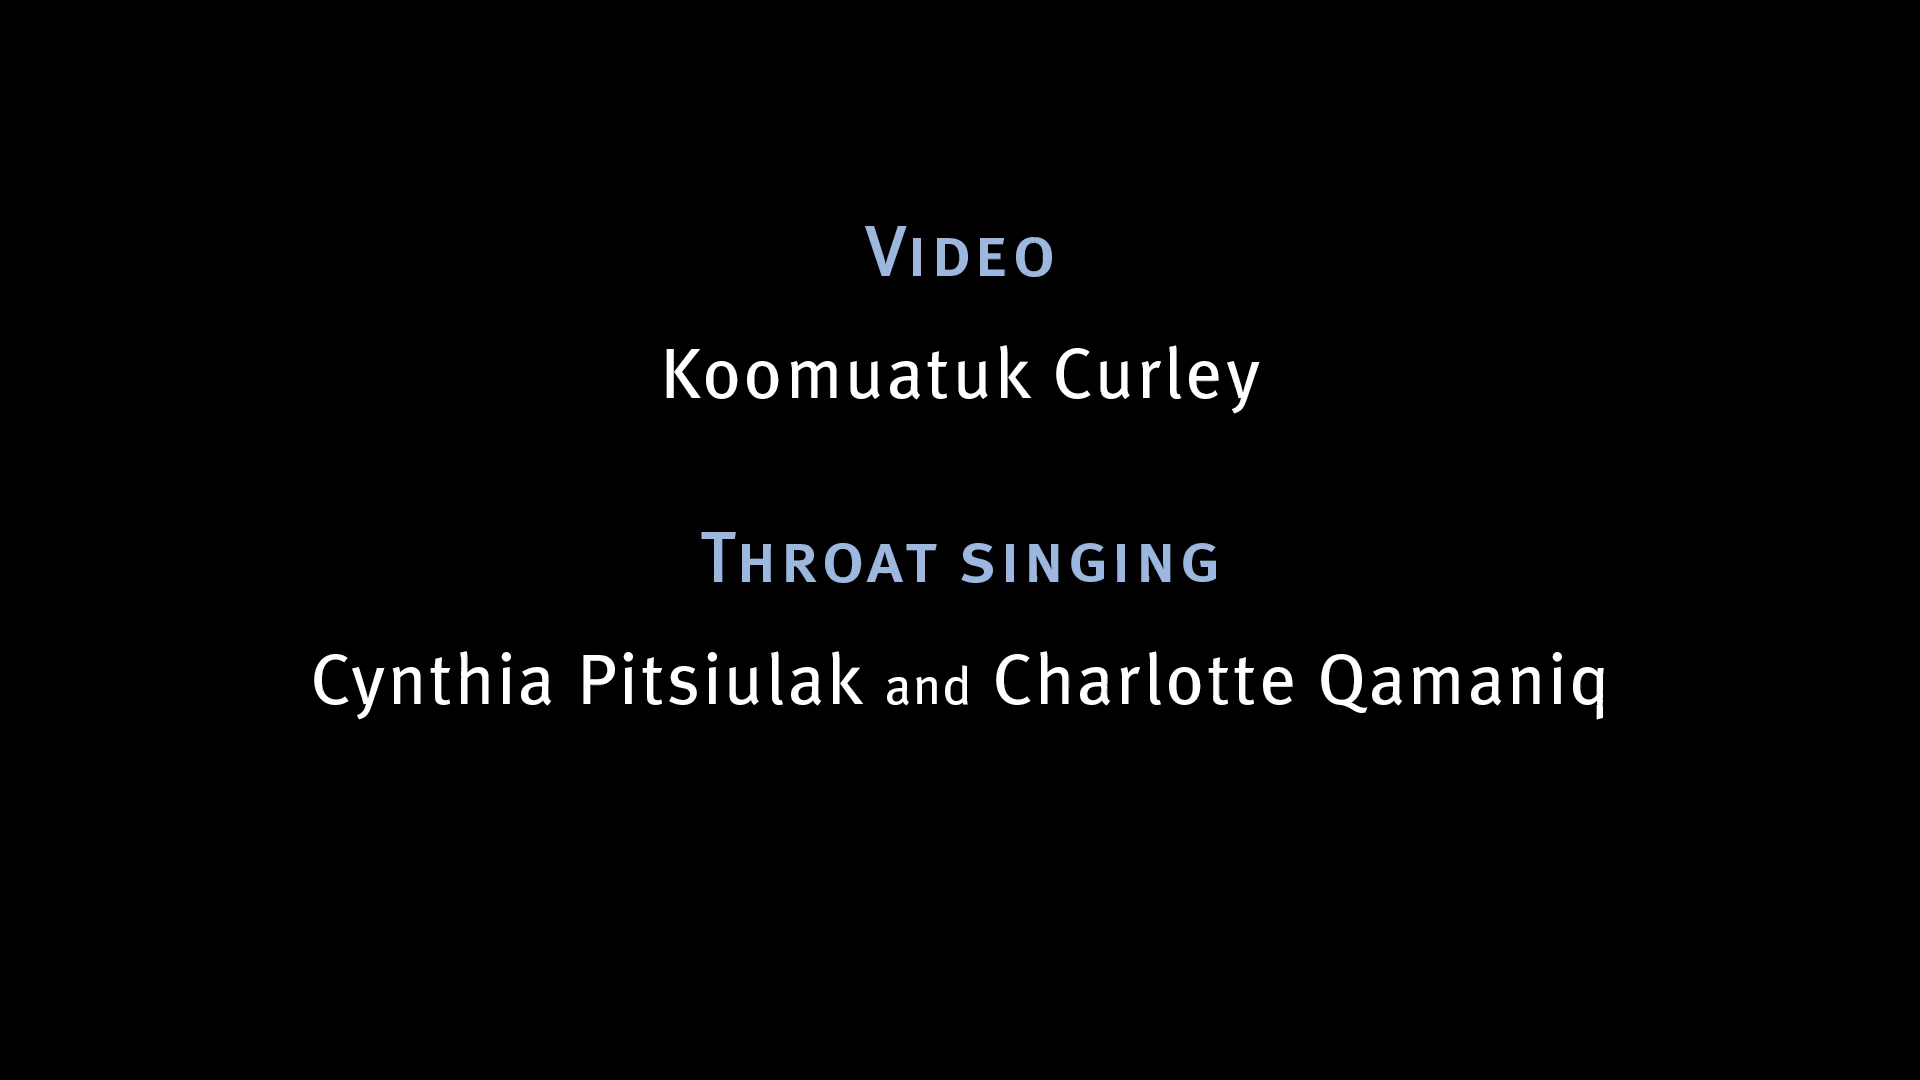 Video
Koomuatuk Curley
Throat singing
Cynthia Pitsiulak and Charlotte Qamaniq